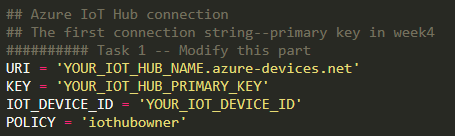 ## Azure IoT Hub connection
## The first connection string--primary key in week4
########## Task 1 -- Modify this part
URI = 'YOUR_IOT_HUB_NAME.azure-devices.net'
KEY = 'YOUR_IOT_HUB_PRIMARY_KEY'
IOT_DEVICE_ID = 'YOUR_IOT_DEVICE_ID'
POLICY = 'iothubowner'